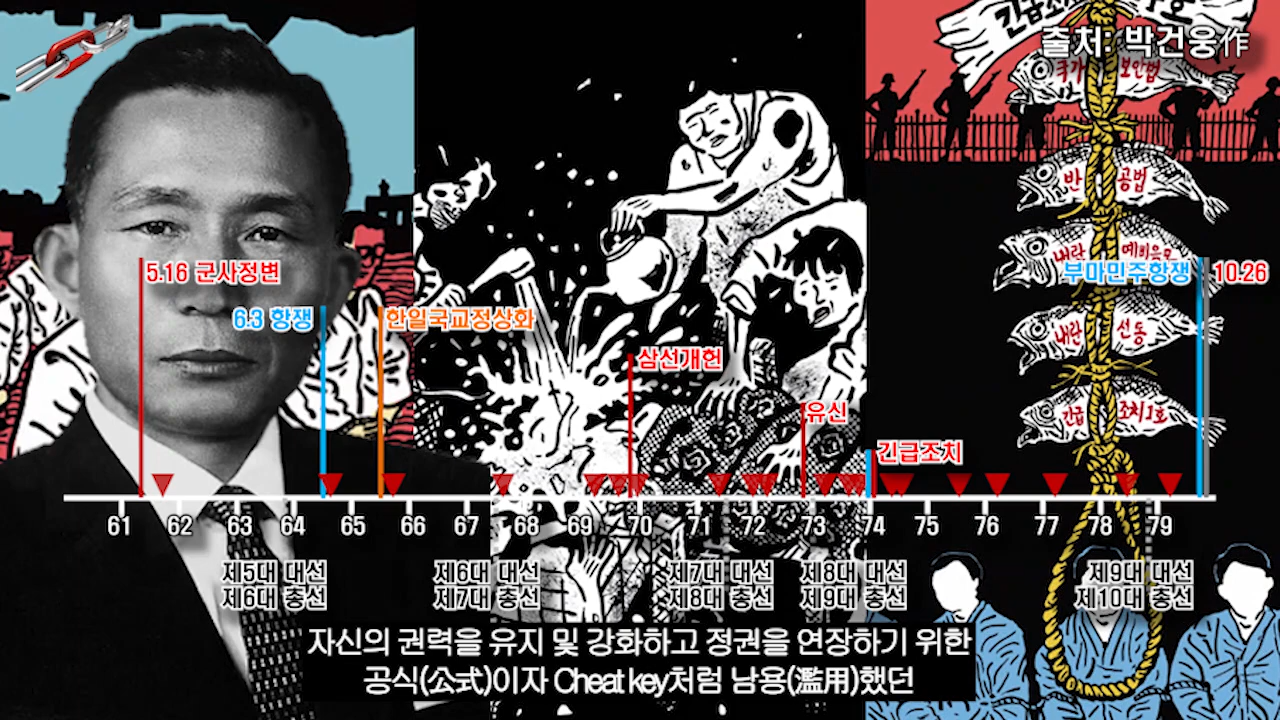 긴급조치
출처: 박건웅作
국가 보안법
반 공법
내란 예비음모
내란 선동
긴급 조치1호
5.16 군사정변
6.3 항쟁
한일국교정상화
삼선개헌
유신
긴급조치
부마민주항쟁
10.26
61 62 63 64 65 66 67 68 69 70 71 72 73 74 75 76 77 78 79
제5대 대선 제6대 대선 제7대 대선 제8대 대선 제9대 대선
제6대 총선 제7대 총선 제8대 총선 제9대 총선 제10대 총선
자신의 권력을 유지 및 강화하고 정권을 연장하기 위한
공식(公式)이자 Cheat key처럼 남용(濫用)했던